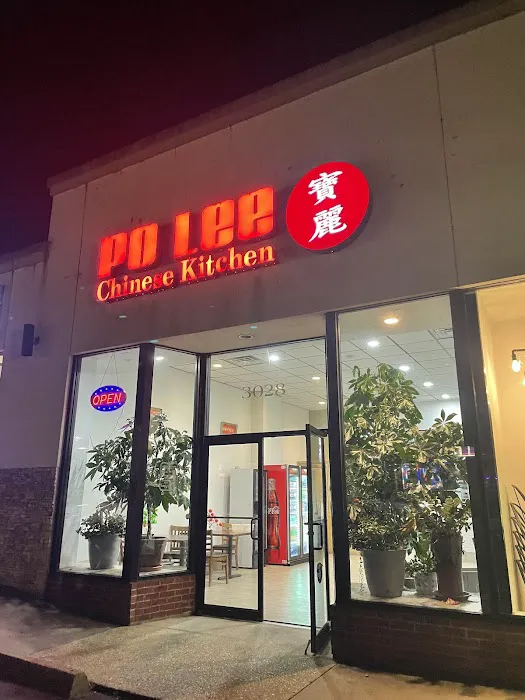 PO Lee
Chinese Kitchen
寶
麗
OPEN
3028